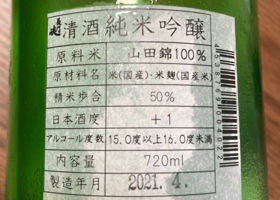 清酒 純米吟醸
原料米 山田錦100%
原材料名 米(国産)・米麹(国産米)
精米歩合 50%
日本酒度 +1
アルコール度数 15.0度以上16.0度未満
内容量 720ml
製造年月 2021.4.